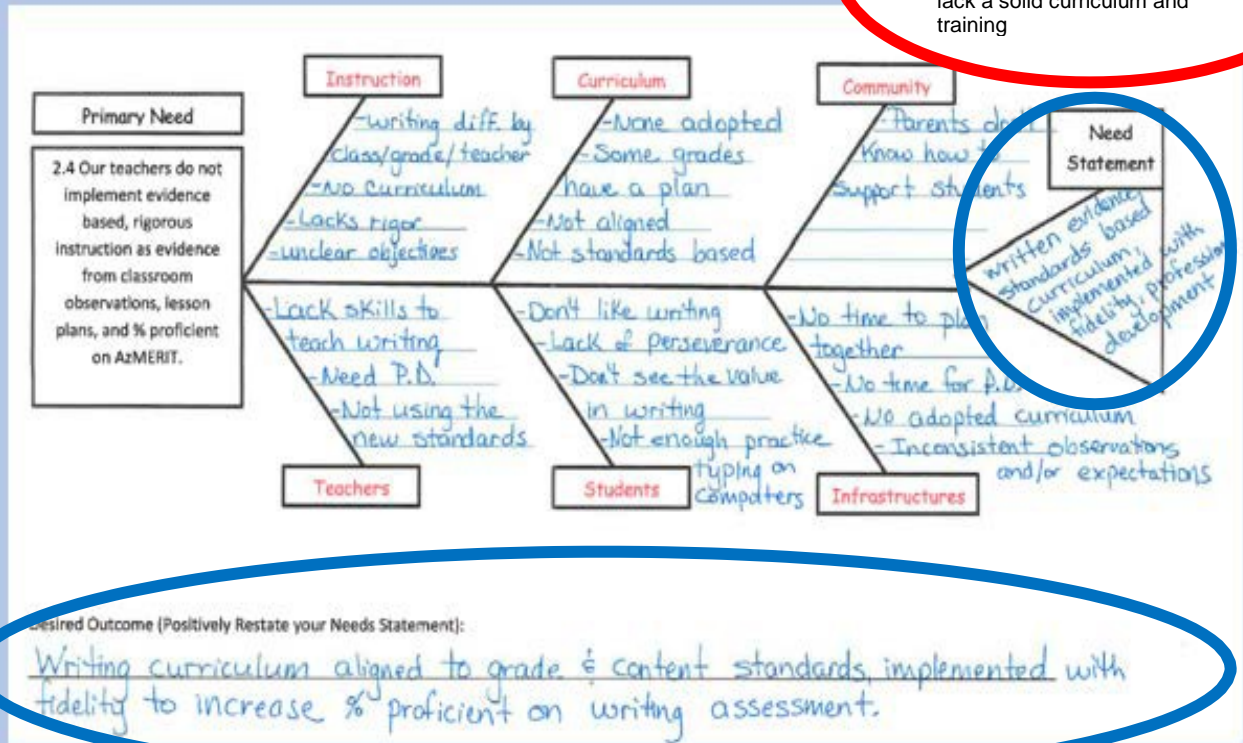 lack a solid curriculum and
training
Primary Need
2.4 Our teachers do not
implement evidence
based, rigorous
instruction as evidence
from classroom
observations, lesson
plans, and % proficient
on AzMERIT.
Instruction
-writing diff. by
class/grade/teacher
-No curriculum
-Lacks rigor
-unclear objectives
Curriculum
-None adopted
-Some grades
have a plan
-Not aligned
-Not standards based
Community
-Parents don't
know how to
support students
Need
Statement
written evidence,
standards based
curriculum,
implemented with
fidelity, professional
development
-Lack skills to
teach writing
-Need P.D.
-Not using the
new standards
Teachers
-Don't like writing
-Lack of perseverance
-Don't see the value
in writing
-Not enough practice
typing on
computers
Students
-No time to plan
together
-No time for P.D.
-No adopted curriculum
-Inconsistent observations
and/or expectations
Infrastructures
Desired Outcome (Positively Restate your Needs Statement):
Writing curriculum aligned to grade & content standards, implemented with
fidelity to increase % proficient on writing assessment.